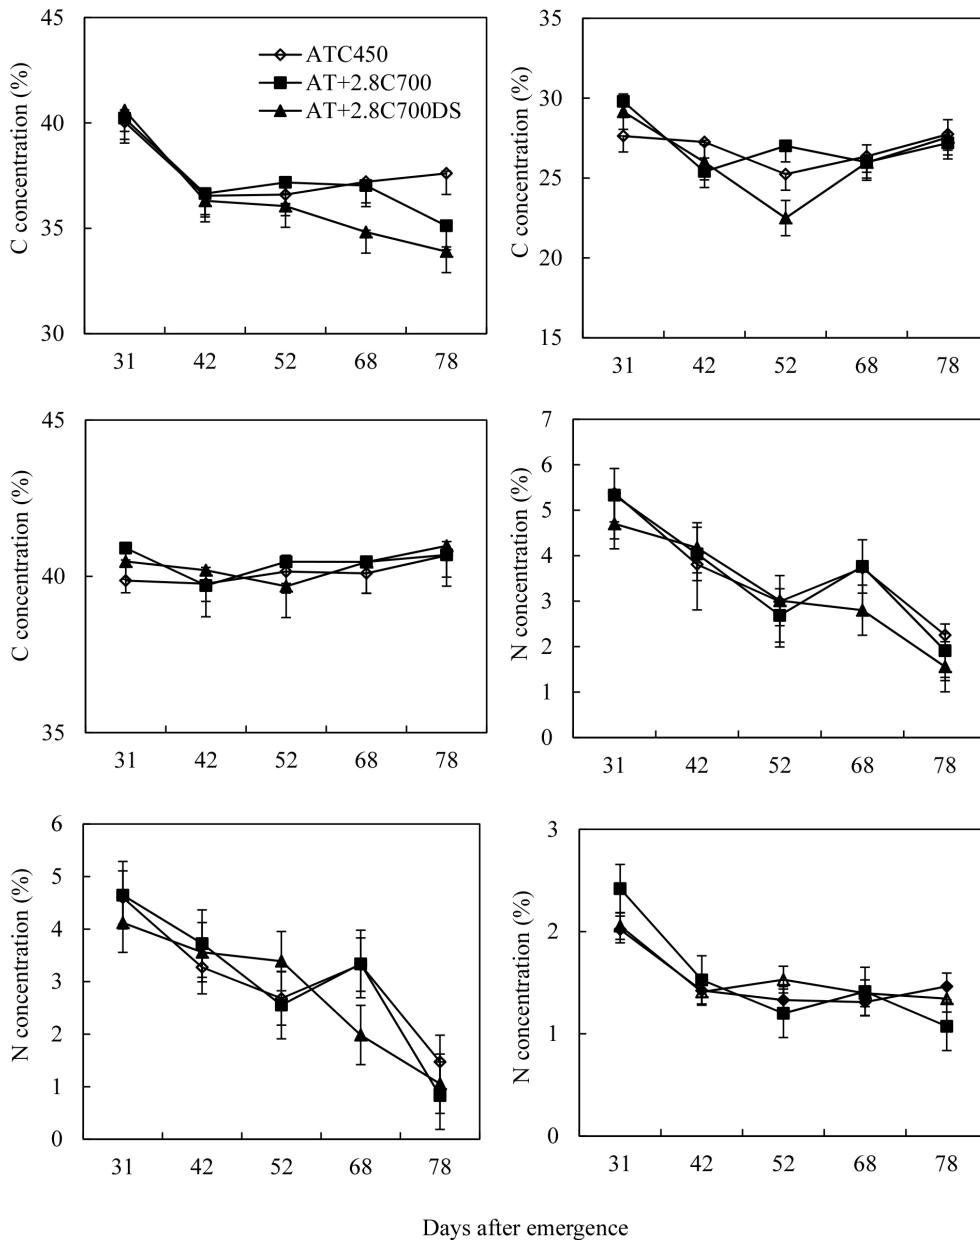 45
40
35
30
C concentration (%)
ATC450
AT+2.8C700
AT+2.8C700DS
31 42 52 68 78
35
30
25
20
15
C concentration (%)
31 42 52 68 78
45
40
35
C concentration (%)
31 42 52 68 78
7
6
5
4
3
2
1
0
N concentration (%)
31 42 52 68 78
6
5
4
3
2
1
0
N concentration (%)
31 42 52 68 78
3
2
1
0
N concentration (%)
31 42 52 68 78
Days after emergence